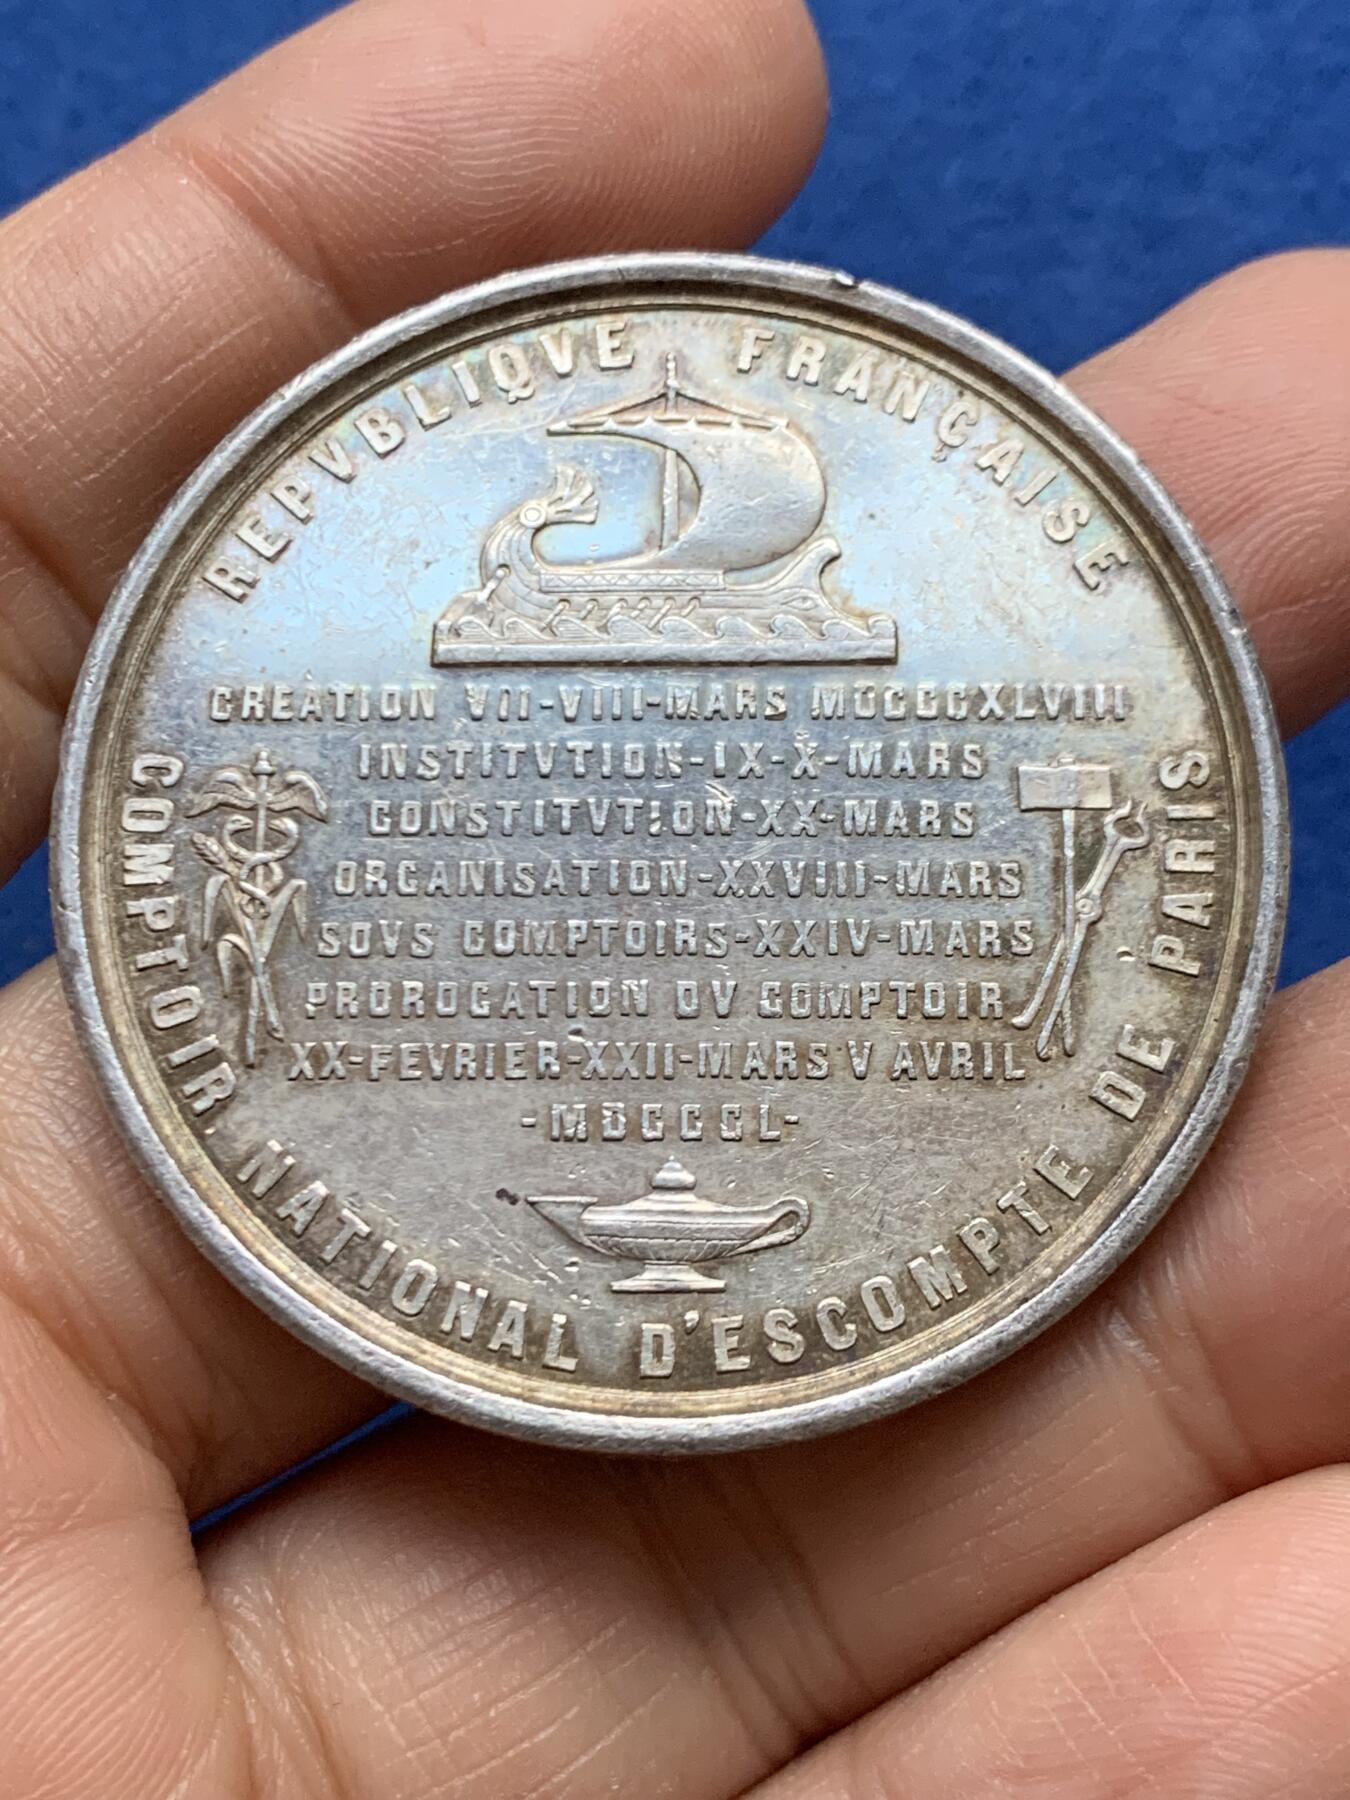 REPVBLIQVE FRANÇAISE
CREATION VII-VIII-MARS MDCCCXLVIII
INSTITVTION-IX-X-MARS
CONSTITVTION-XX-MARS
ORGANISATION-XXVIII-MARS
SOVS COMPTOIRS-XXIV-MARS
PROROGATION DV COMPTOIR
XX-FEVRIER-XXII-MARS V AVRIL
-MDCCCL-
COMPTOIR NATIONAL D'ESCOMPTE DE PARIS